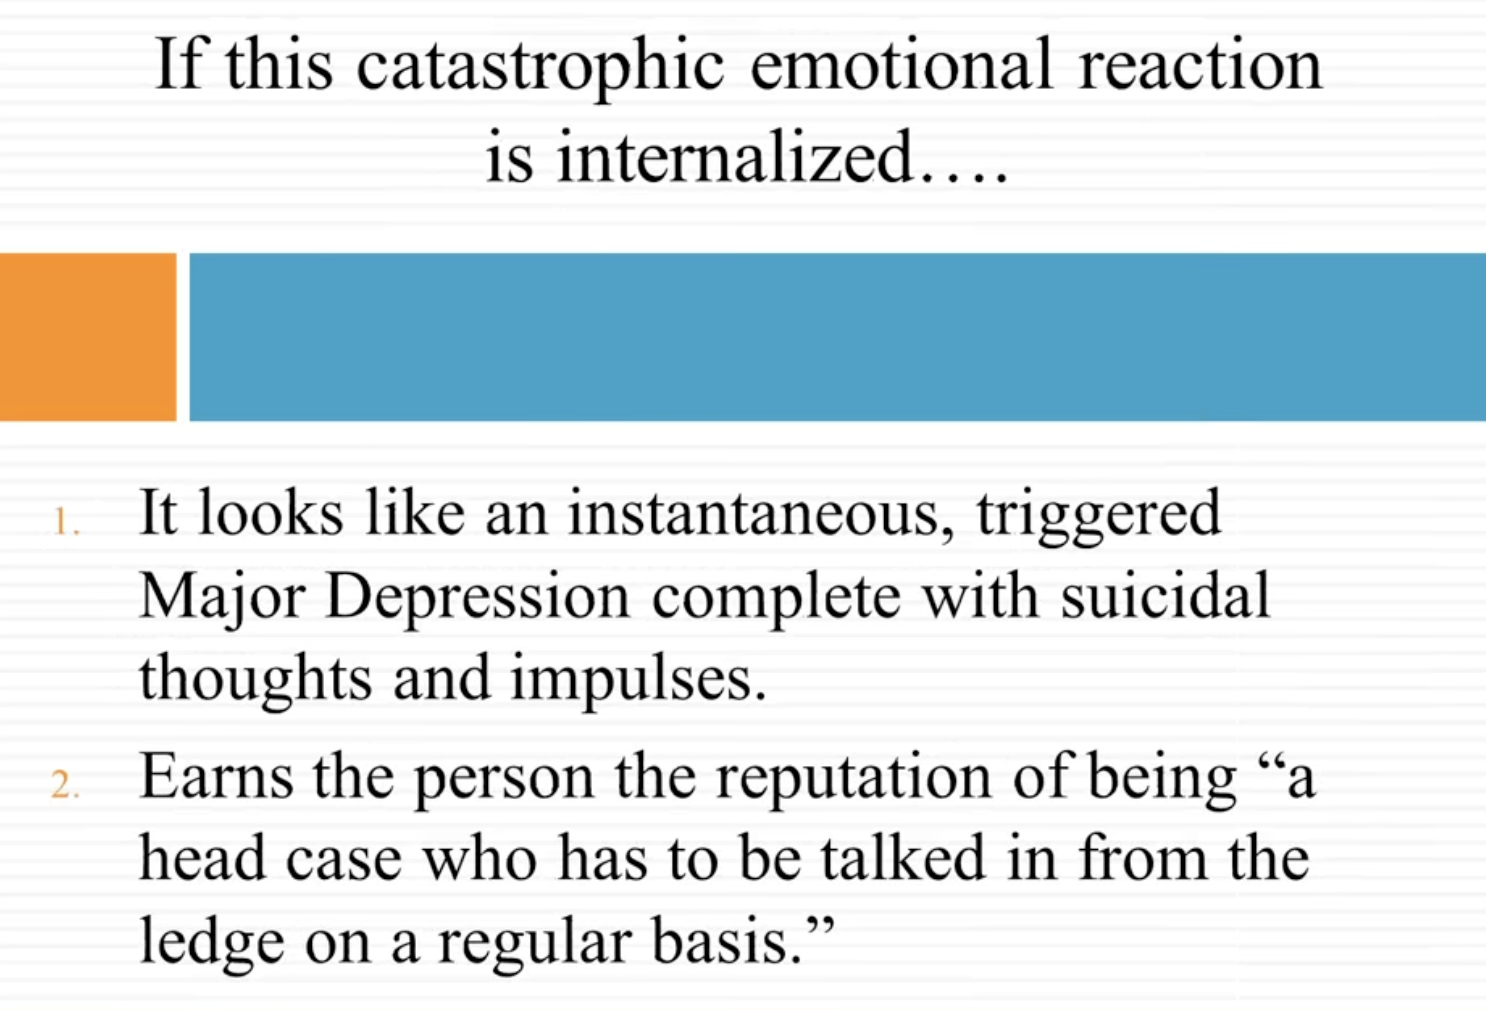 If this catastrophic emotional reaction
is internalized….
1. It looks like an instantaneous, triggered
Major Depression complete with suicidal
thoughts and impulses.
2. Earns the person the reputation of being “a
head case who has to be talked in from the
ledge on a regular basis.”